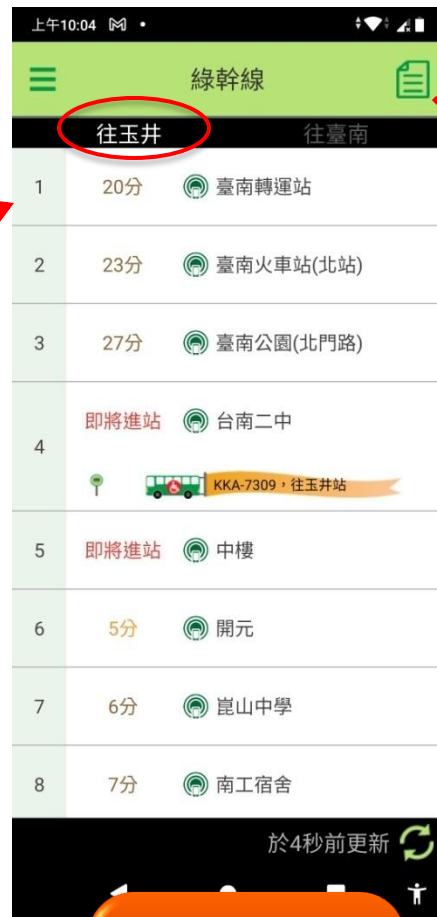 上午10:04
綠幹線
往玉井 往臺南
1 20分 臺南轉運站
2 23分 臺南火車站(北站)
3 27分 臺南公園(北門路)
4 即將進站 台南二中
KKA-7309,往玉井站
5 即將進站 中樓
6 5分 開元
7 6分 崑山中學
8 7分 南工宿舍
於4秒前更新